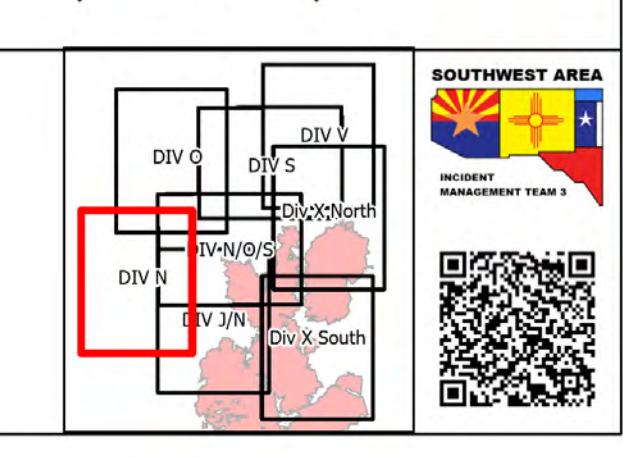 DIV O
DIV V
DIV S
Div X North
DIV N/O/S
DIV N
DIV J/N
Div X South
SOUTHWEST AREA
INCIDENT
MANAGEMENT TEAM 3